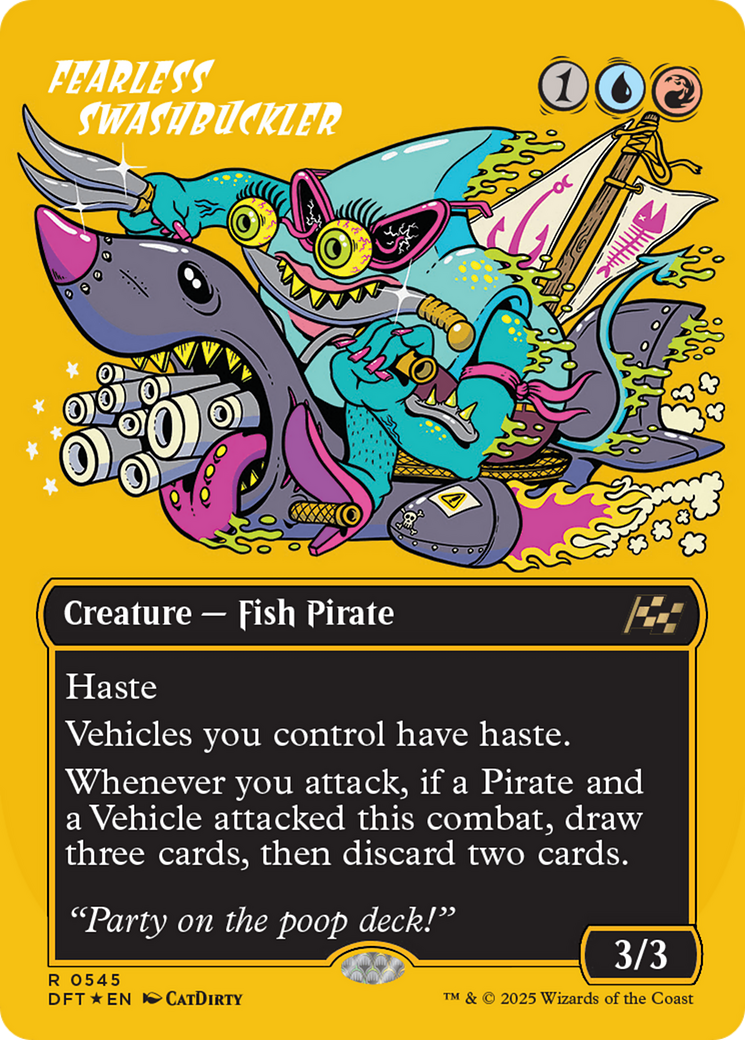 FEARLESS
SWASHBUCKLER
1
Creature — Fish Pirate
Haste
Vehicles you control have haste.
Whenever you attack, if a Pirate and
a Vehicle attacked this combat, draw
three cards, then discard two cards.
“Party on the poop deck!”
3/3
R 0545
DFT★EN CATDIRTY
™ & © 2025 Wizards of the Coast